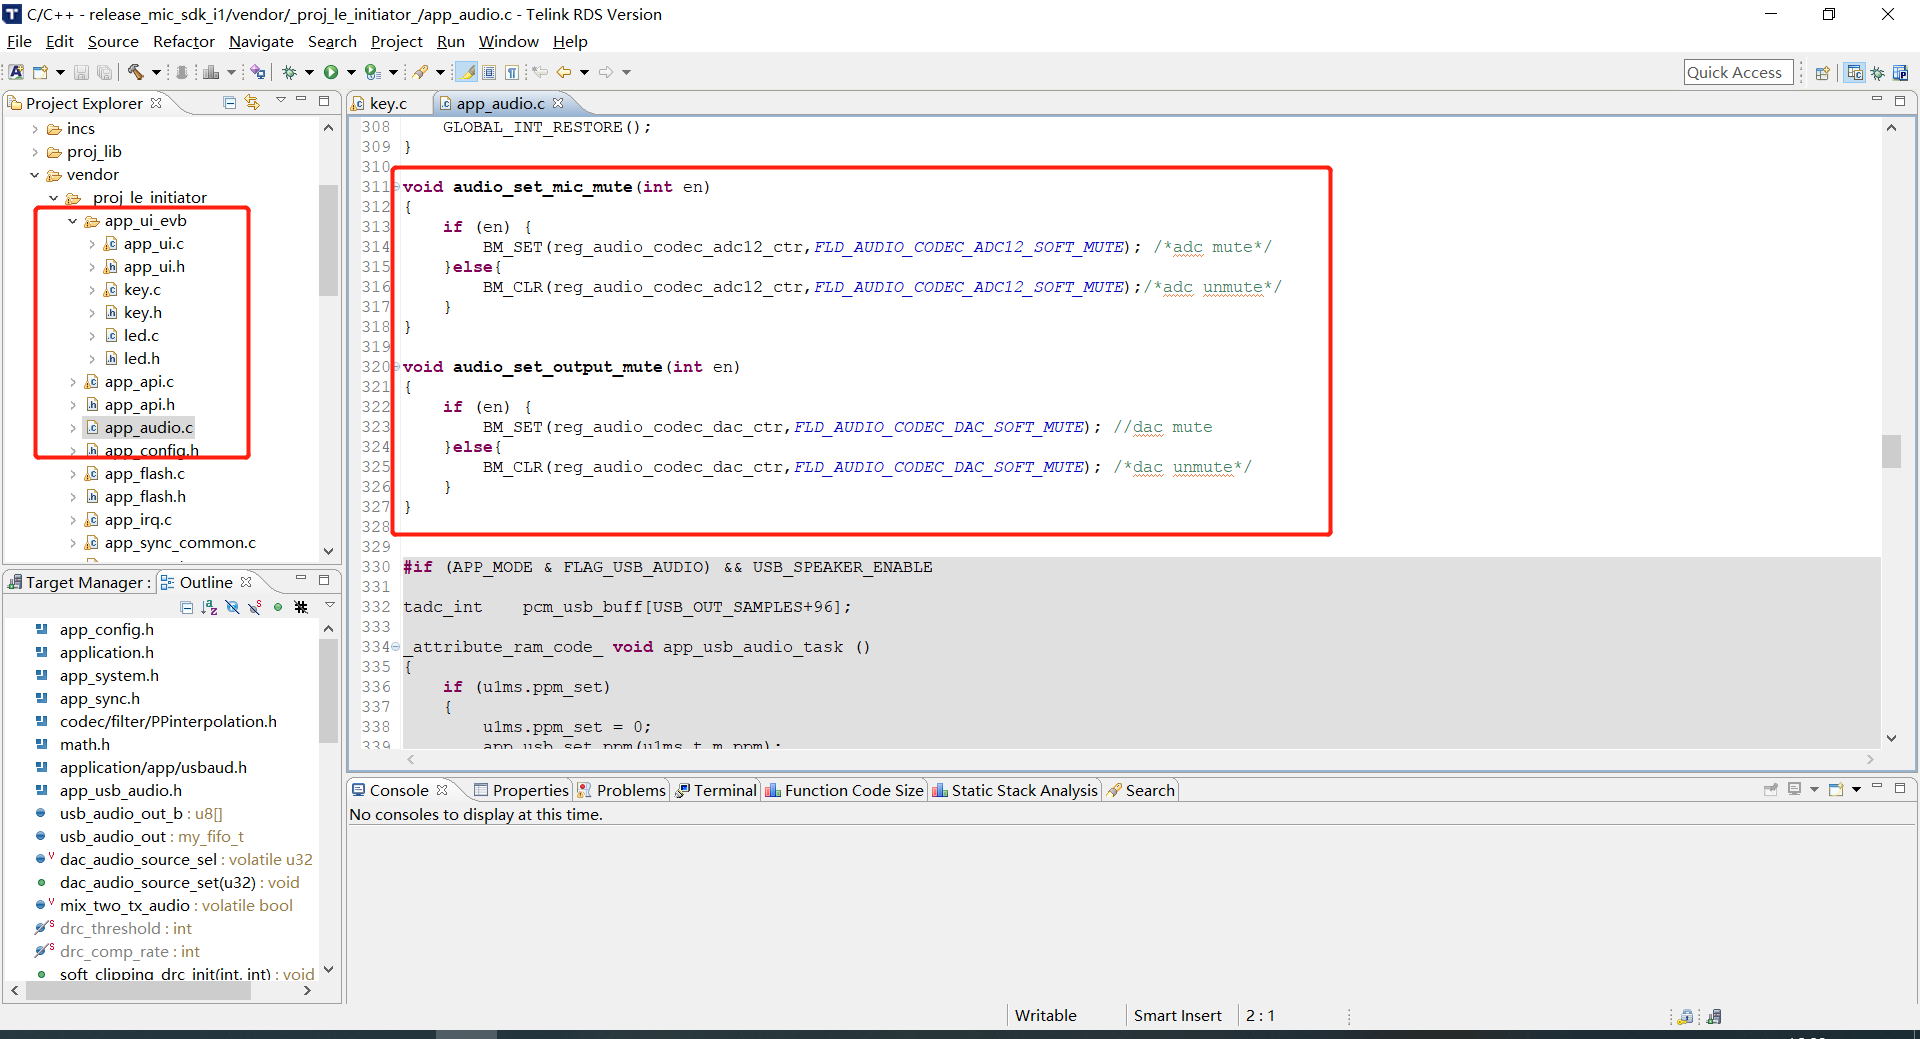 C/C++ - release_mic_sdk_i1/vendor/_proj_le_initiator_/app_audio.c - Telink RDS Version
File Edit Source Refactor Navigate Search Project Run Window Help
Quick Access
Project Explorer
incs
proj_lib
vendor
_proj_le_initiator_
app_ui_evb
app_ui.c
app_ui.h
key.c
key.h
led.c
led.h
app_api.c
app_api.h
app_audio.c
app_config.h
app_flash.c
app_flash.h
app_irq.c
app_sync_common.c
Target Manager : Outline
app_config.h
application.h
app_system.h
app_sync.h
codec/filter/PPinterpolation.h
math.h
application/app/usbaud.h
app_usb_audio.h
usb_audio_out_b : u8[]
usb_audio_out : my_fifo_t
dac_audio_source_sel : volatile u32
dac_audio_source_set(u32) : void
mix_two_tx_audio : volatile bool
drc_threshold : int
drc_comp_rate : int
soft_clipping_drc_init(int, int) : void
key.c app_audio.c
308 GLOBAL_INT_RESTORE();
309 }
310
311 void audio_set_mic_mute(int en)
312 {
313 if (en) {
314 BM_SET(reg_audio_codec_adc12_ctr,FLD_AUDIO_CODEC_ADC12_SOFT_MUTE); /*adc mute*/
315 }else{
316 BM_CLR(reg_audio_codec_adc12_ctr,FLD_AUDIO_CODEC_ADC12_SOFT_MUTE);/*adc unmute*/
317 }
318 }
319
320 void audio_set_output_mute(int en)
321 {
322 if (en) {
323 BM_SET(reg_audio_codec_dac_ctr,FLD_AUDIO_CODEC_DAC_SOFT_MUTE); //dac mute
324 }else{
325 BM_CLR(reg_audio_codec_dac_ctr,FLD_AUDIO_CODEC_DAC_SOFT_MUTE); /*dac unmute*/
326 }
327 }
328
329
330 #if (APP_MODE & FLAG_USB_AUDIO) && USB_SPEAKER_ENABLE
331
332 tadc_int pcm_usb_buff[USB_OUT_SAMPLES+96];
333
334 _attribute_ram_code_ void app_usb_audio_task ()
335 {
336 if (u1ms.ppm_set)
337 {
338 u1ms.ppm_set = 0;
339 app_usb_set_ppm(u1ms.t_m_ppm);
Console Properties Problems Terminal Function Code Size Static Stack Analysis Search
No consoles to display at this time.
Writable Smart Insert 2 : 1